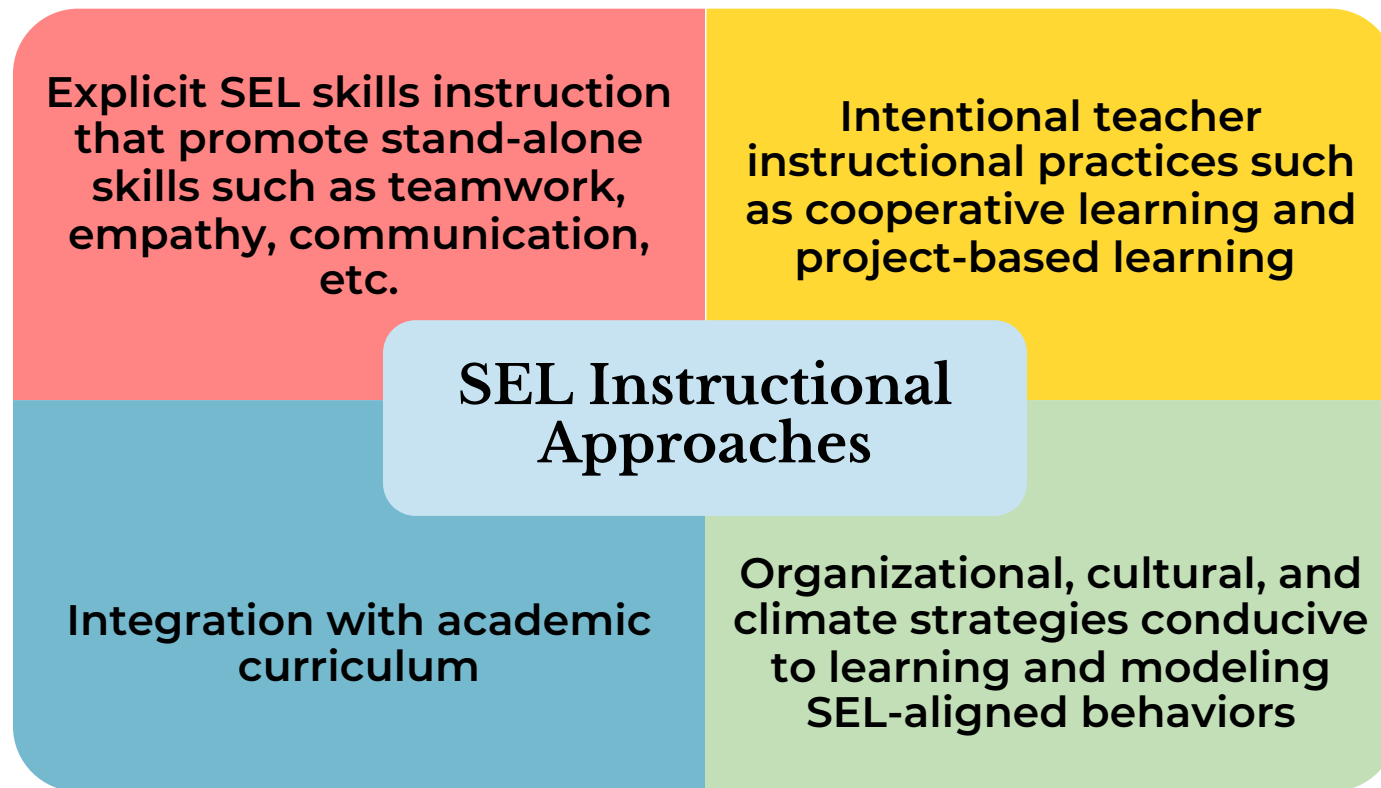 Explicit SEL skills instruction
that promote stand-alone
skills such as teamwork,
empathy, communication,
etc.
Intentional teacher
instructional practices such
as cooperative learning and
project-based learning
SEL Instructional
Approaches
Integration with academic
curriculum
Organizational, cultural, and
climate strategies conducive
to learning and modeling
SEL-aligned behaviors